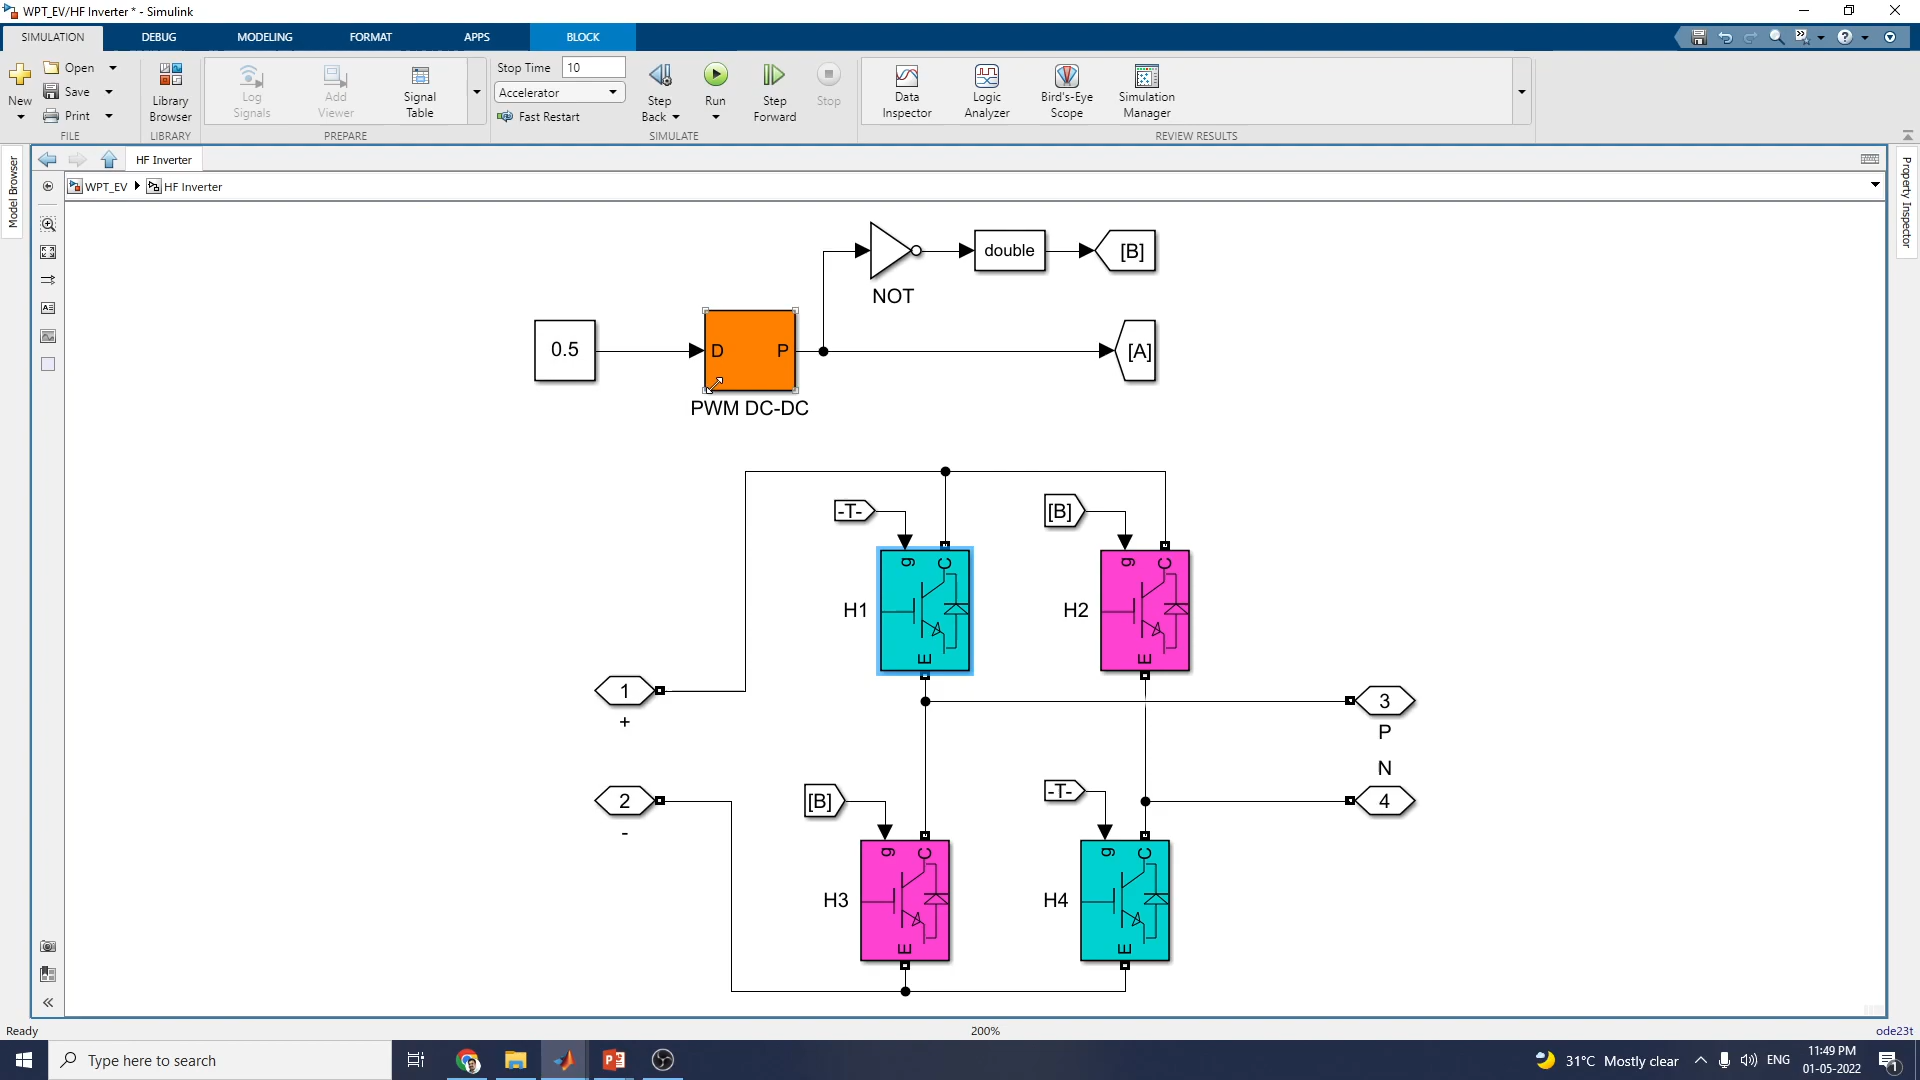 WPT_EV/HF Inverter * - Simulink
SIMULATION DEBUG MODELING FORMAT APPS BLOCK
New
Open
Save
Print
FILE
Library
Browser
LIBRARY
Log
Signals
Add
Viewer
Signal
Table
PREPARE
Stop Time 10
Accelerator
Fast Restart
Step
Back
Run
Step
Forward
Stop
SIMULATE
Data
Inspector
Logic
Analyzer
Bird's-Eye
Scope
Simulation
Manager
REVIEW RESULTS
Model Browser
Property Inspector
HF Inverter
WPT_EV HF Inverter
NOT
double
[B]
0.5
D P
PWM DC-DC
[A]
-T-
[B]
g C
H1
E
g C
H2
E
1
+
3
P
N
4
2
-
[B]
-T-
g C
H3
E
g C
H4
E
Ready
200%
ode23t
Type here to search
31°C Mostly clear
ENG
11:49 PM
01-05-2022
1